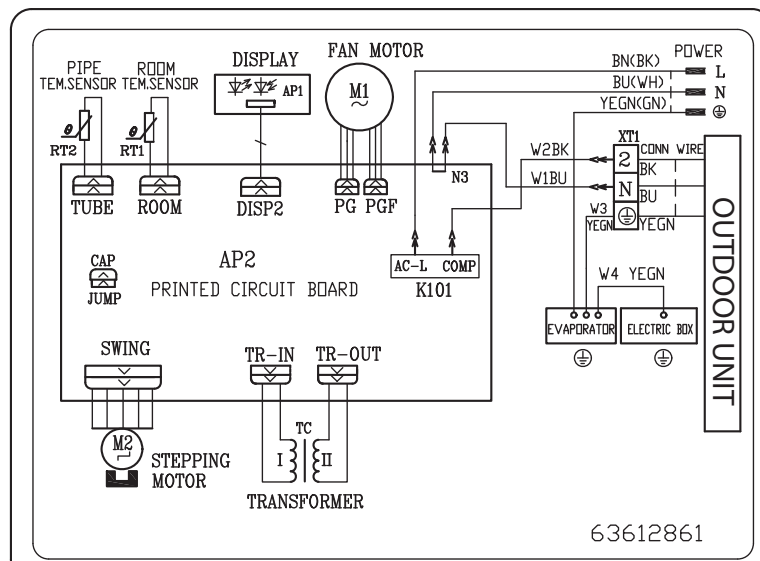 PIPE
TEM.SENSOR
ROOM
TEM.SENSOR
DISPLAY
AP1
FAN MOTOR
M1
POWER
BN(BK)
L
BU(WH)
N
YEGN(GN)
θ
RT2
θ
RT1
TUBE
ROOM
DISP2
PG
PGF
N3
W2BK
W1BU
W3
YEGN
XT1
2
N
CONN WIRE
BK
BU
YEGN
OUTDOOR UNIT
AP2
PRINTED CIRCUIT BOARD
CAP
JUMP
AC-L
COMP
K101
W4 YEGN
EVAPORATOR
ELECTRIC BOX
SWING
M2
STEPPING
MOTOR
TR-IN
TR-OUT
TC
I
II
TRANSFORMER
63612861